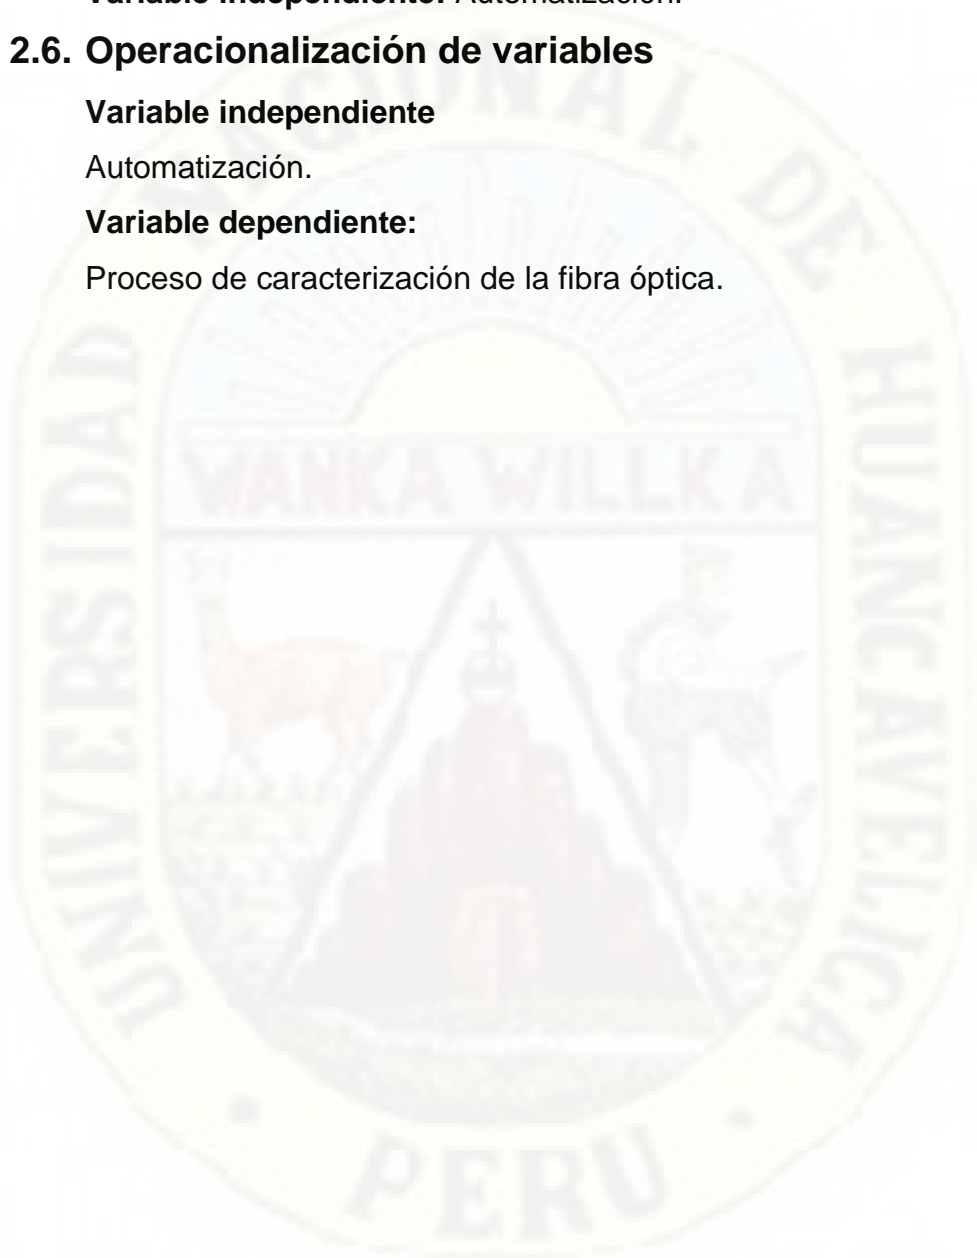 Variable independiente: Automatización.
2.6. Operacionalización de variables
Variable independiente
Automatización.
Variable dependiente:
Proceso de caracterización de la fibra óptica.
UNIVERSIDAD NACIONAL DE HUANCAVELICA
WANKA WILLKA
PERU